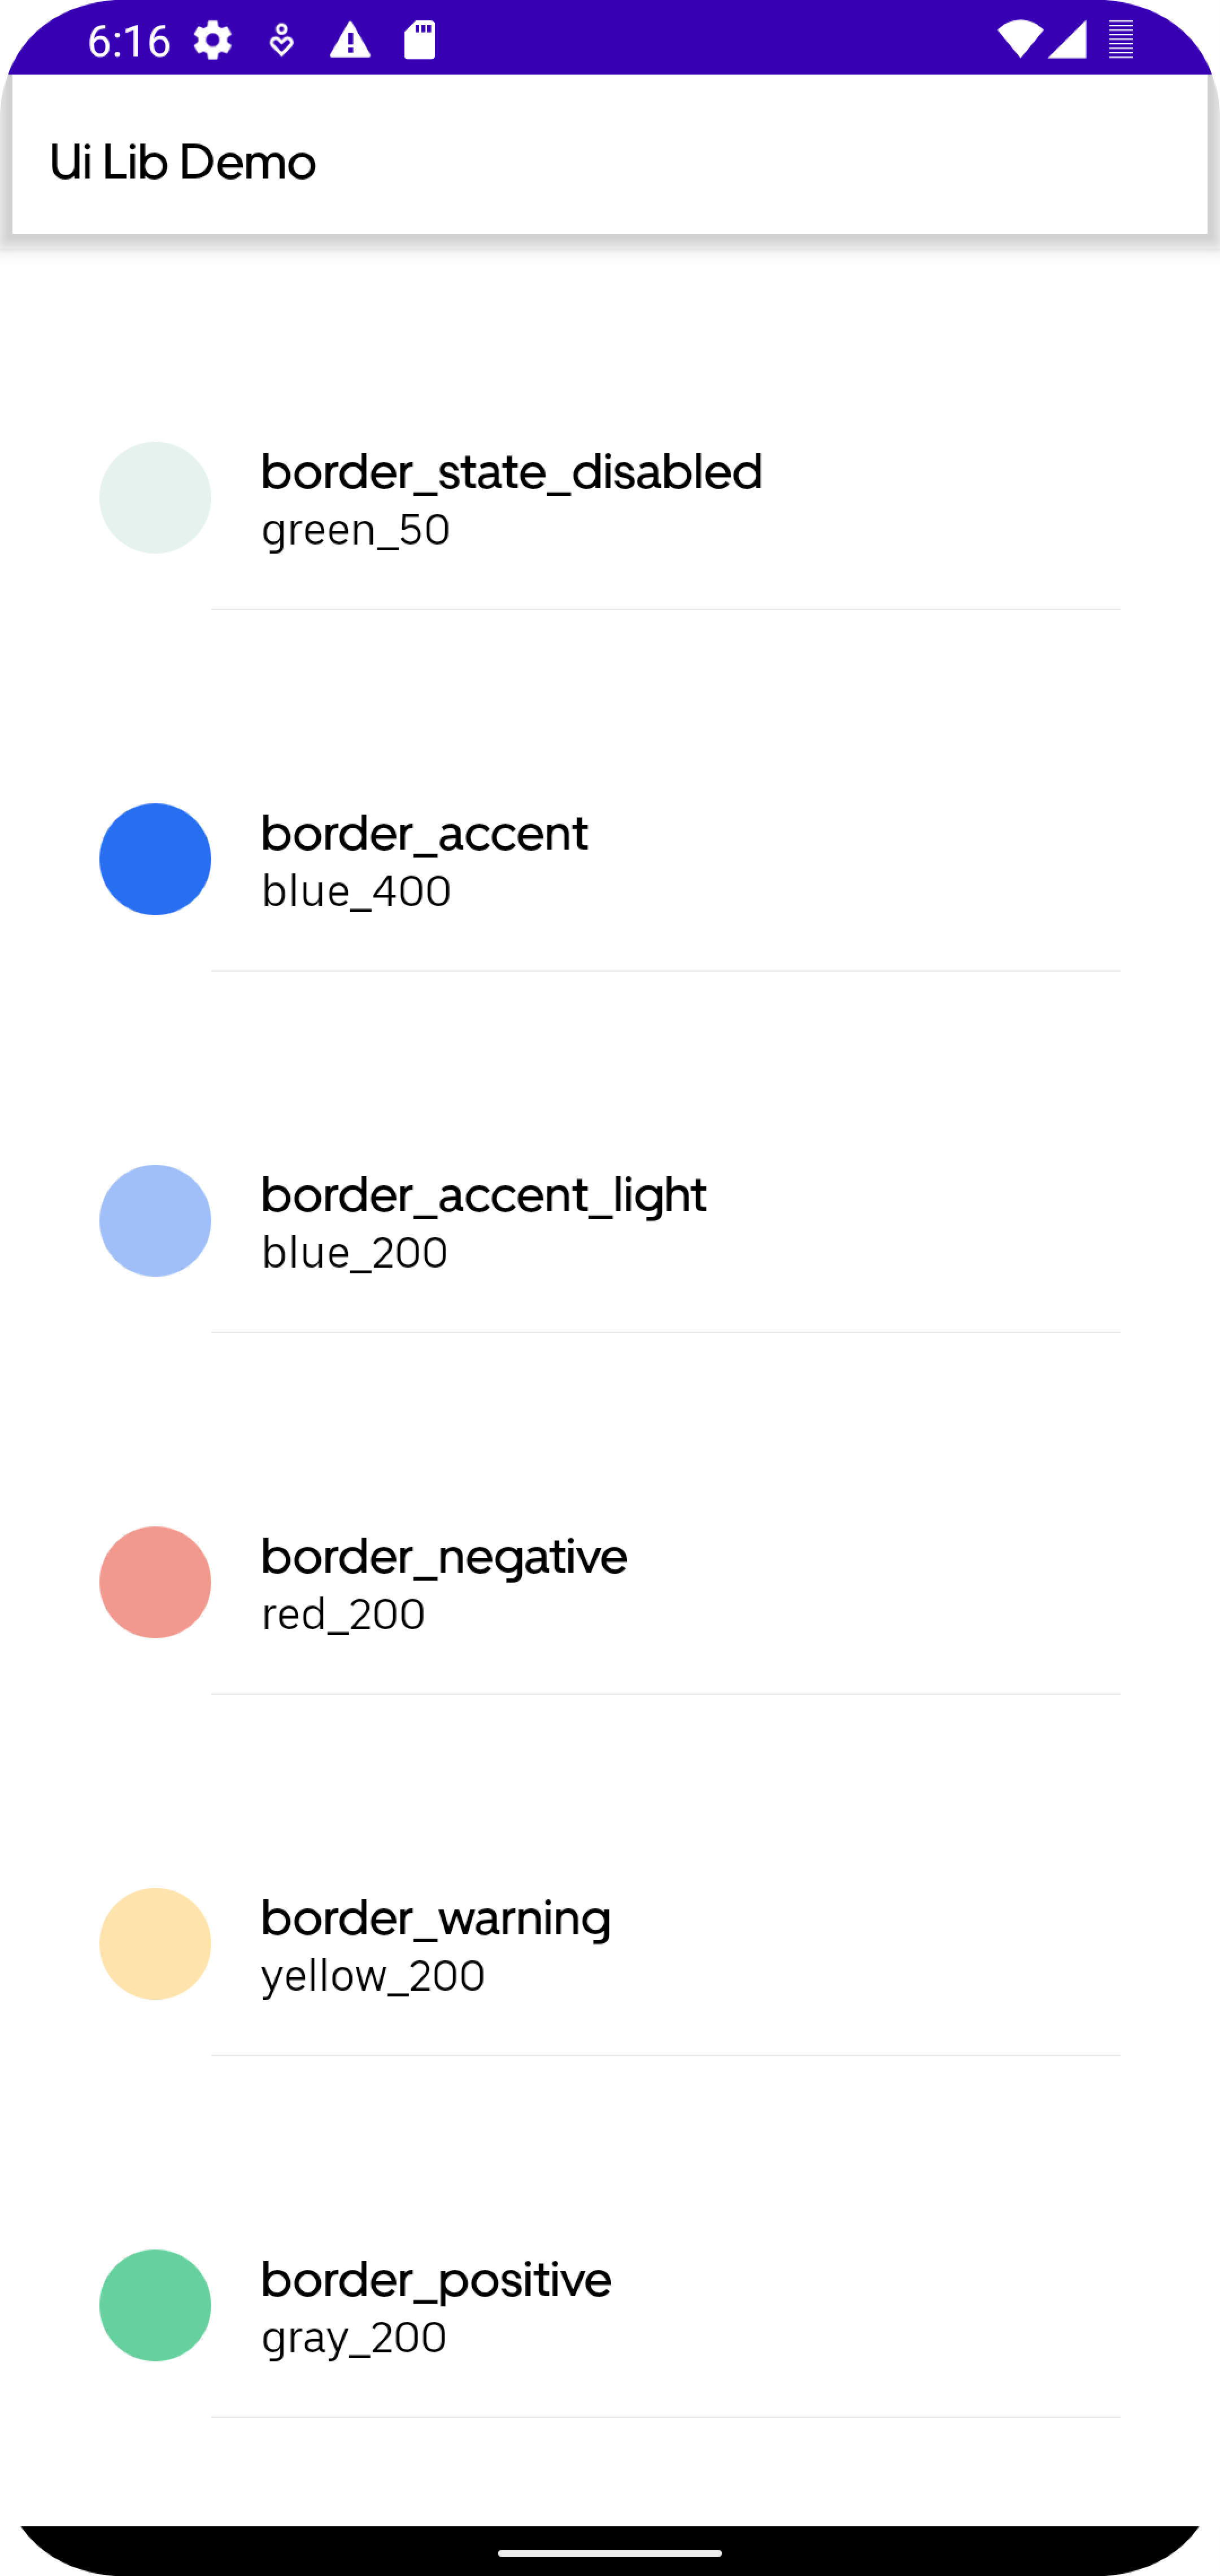 6:16
Ui Lib Demo
border_state_disabled
green_50
border_accent
blue_400
border_accent_light
blue_200
border_negative
red_200
border_warning
yellow_200
border_positive
gray_200